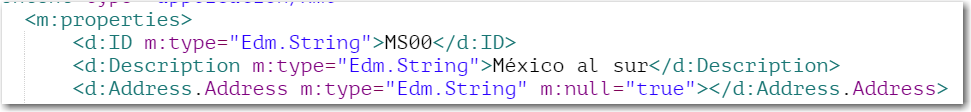 <m:properties>
<d:ID m:type="Edm.String">MS00</d:ID>
<d:Description m:type="Edm.String">México al sur</d:Description>
<d:Address.Address m:type="Edm.String" m:null="true"></d:Address.Address>